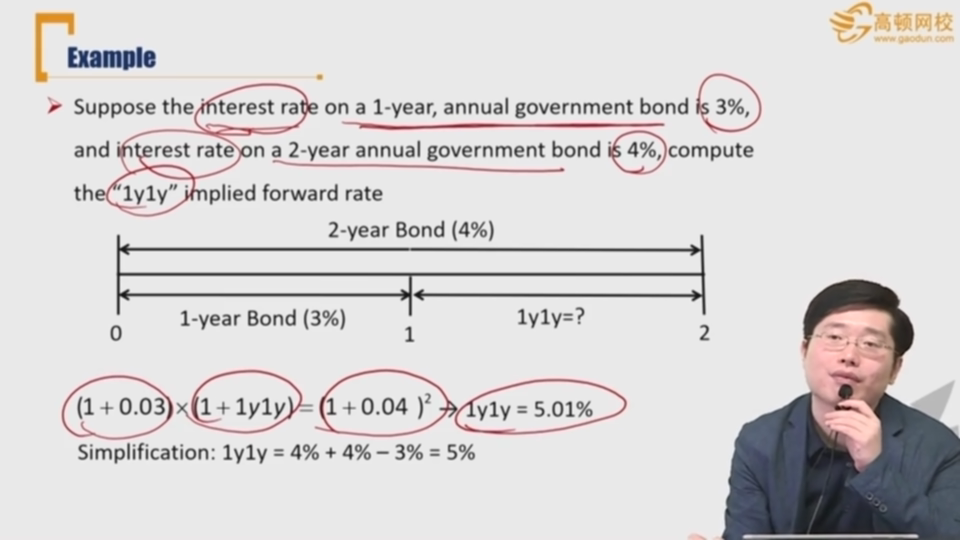 高顿网校
www.gaodun.com
Example
Suppose the interest rate on a 1-year, annual government bond is 3%,
and interest rate on a 2-year annual government bond is 4%, compute
the “1y1y” implied forward rate
2-year Bond (4%)
1-year Bond (3%)
1y1y=?
0
1
2
(1 + 0.03) × (1 + 1y1y) = (1 + 0.04 )² → 1y1y = 5.01%
Simplification: 1y1y = 4% + 4% − 3% = 5%